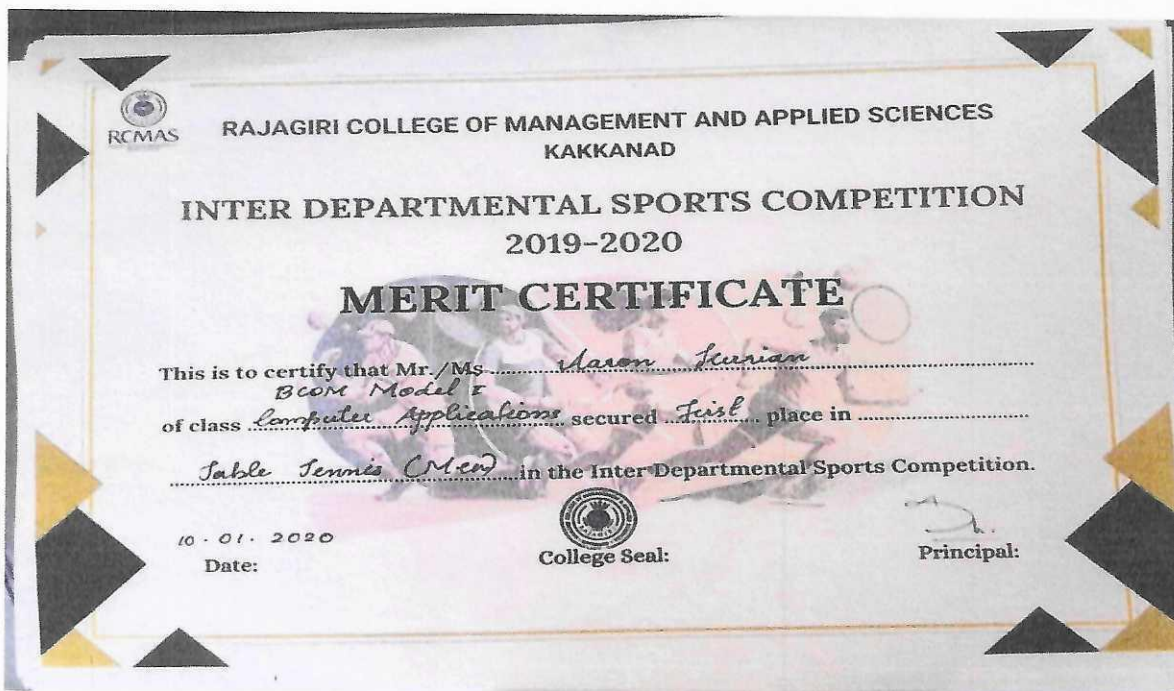 RCMAS
RAJAGIRI COLLEGE OF MANAGEMENT AND APPLIED SCIENCES
KAKKANAD
INTER DEPARTMENTAL SPORTS COMPETITION
2019-2020
MERIT CERTIFICATE
This is to certify that Mr./Ms Aaron Kurian
BCOM Model I
of class Computer Applications secured First place in
Table Tennis (Men) in the Inter Departmental Sports Competition.
10.01.2020
Date:
College Seal:
Principal: